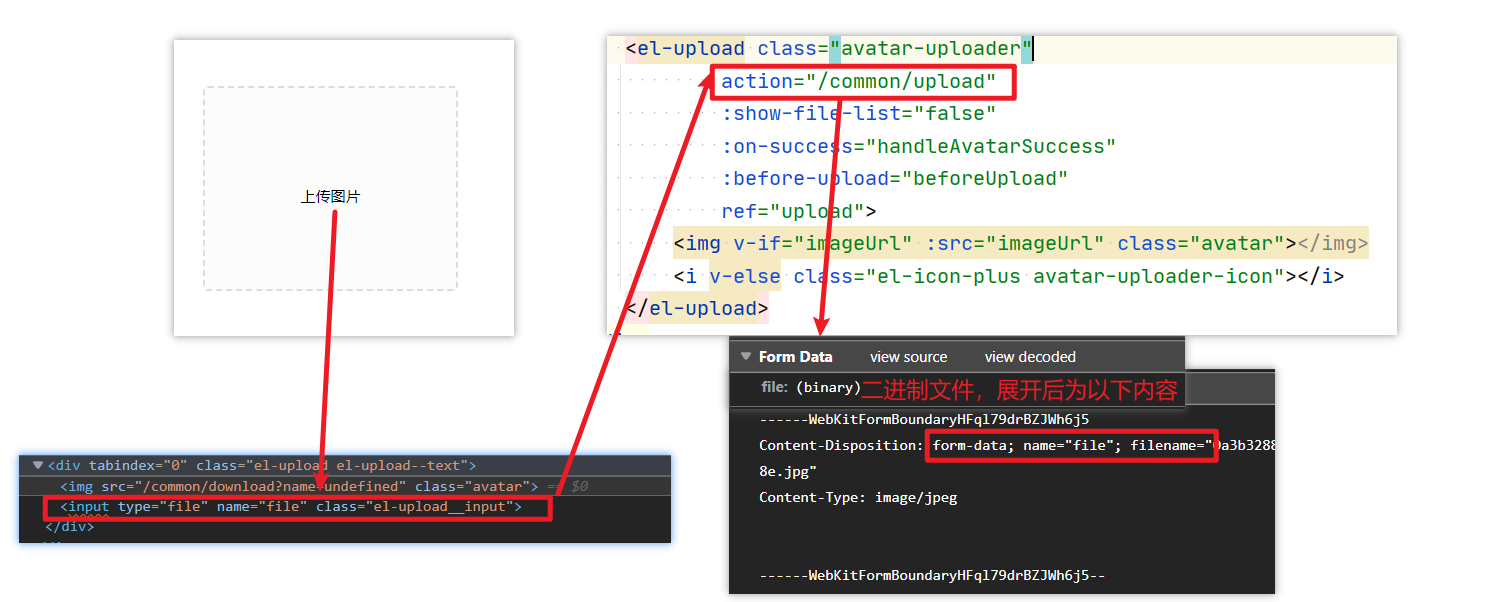 上传图片
<el-upload class="avatar-uploader"
action="/common/upload"
:show-file-list="false"
:on-success="handleAvatarSuccess"
:before-upload="beforeUpload"
ref="upload">
<img v-if="imageUrl" :src="imageUrl" class="avatar"></img>
<i v-else class="el-icon-plus avatar-uploader-icon"></i>
</el-upload>
<div tabindex="0" class="el-upload el-upload--text">
<img src="/common/download?name=undefined" class="avatar"> == $0
<input type="file" name="file" class="el-upload__input">
</div>
Form Data view source view decoded
file: (binary)二进制文件，展开后为以下内容
------WebKitFormBoundaryHFql79drBZJWh6j5
Content-Disposition: form-data; name="file"; filename="0a3b3288
8e.jpg"
Content-Type: image/jpeg
------WebKitFormBoundaryHFql79drBZJWh6j5--